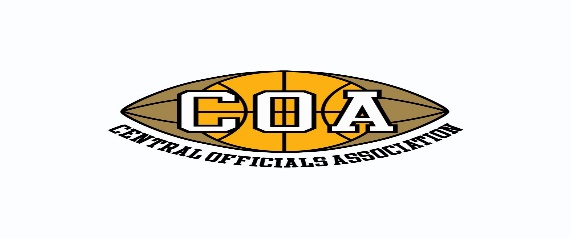 COA
CENTRAL OFFICIALS ASSOCIATION